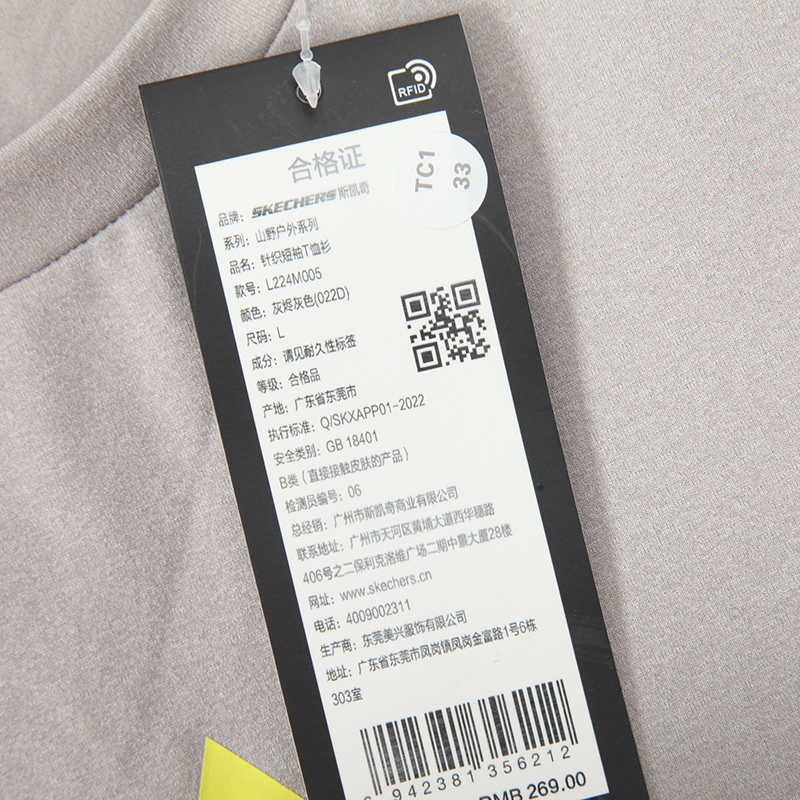 RFID
合格证
TC1
33
品牌：SKECHERS斯凯奇
系列：山野户外系列
品名：针织短袖T恤衫
款号：L224M005
颜色：灰烬灰色(022D)
尺码：L
成分：请见耐久性标签
等级：合格品
产地：广东省东莞市
执行标准：Q/SKXAPP01-2022
安全类别：GB 18401
B类（直接接触皮肤的产品）
检测员编号：06
总经销：广州市斯凯奇商业有限公司
联系地址：广州市天河区黄埔大道西华穗路
406号之二保利克洛维广场二期中景大厦28楼
网址：www.skechers.cn
电话：4009002311
生产商：东莞美兴服饰有限公司
地址：广东省东莞市凤岗镇凤岗金富路1号6栋
303室
942381 356212
RMB 269.00